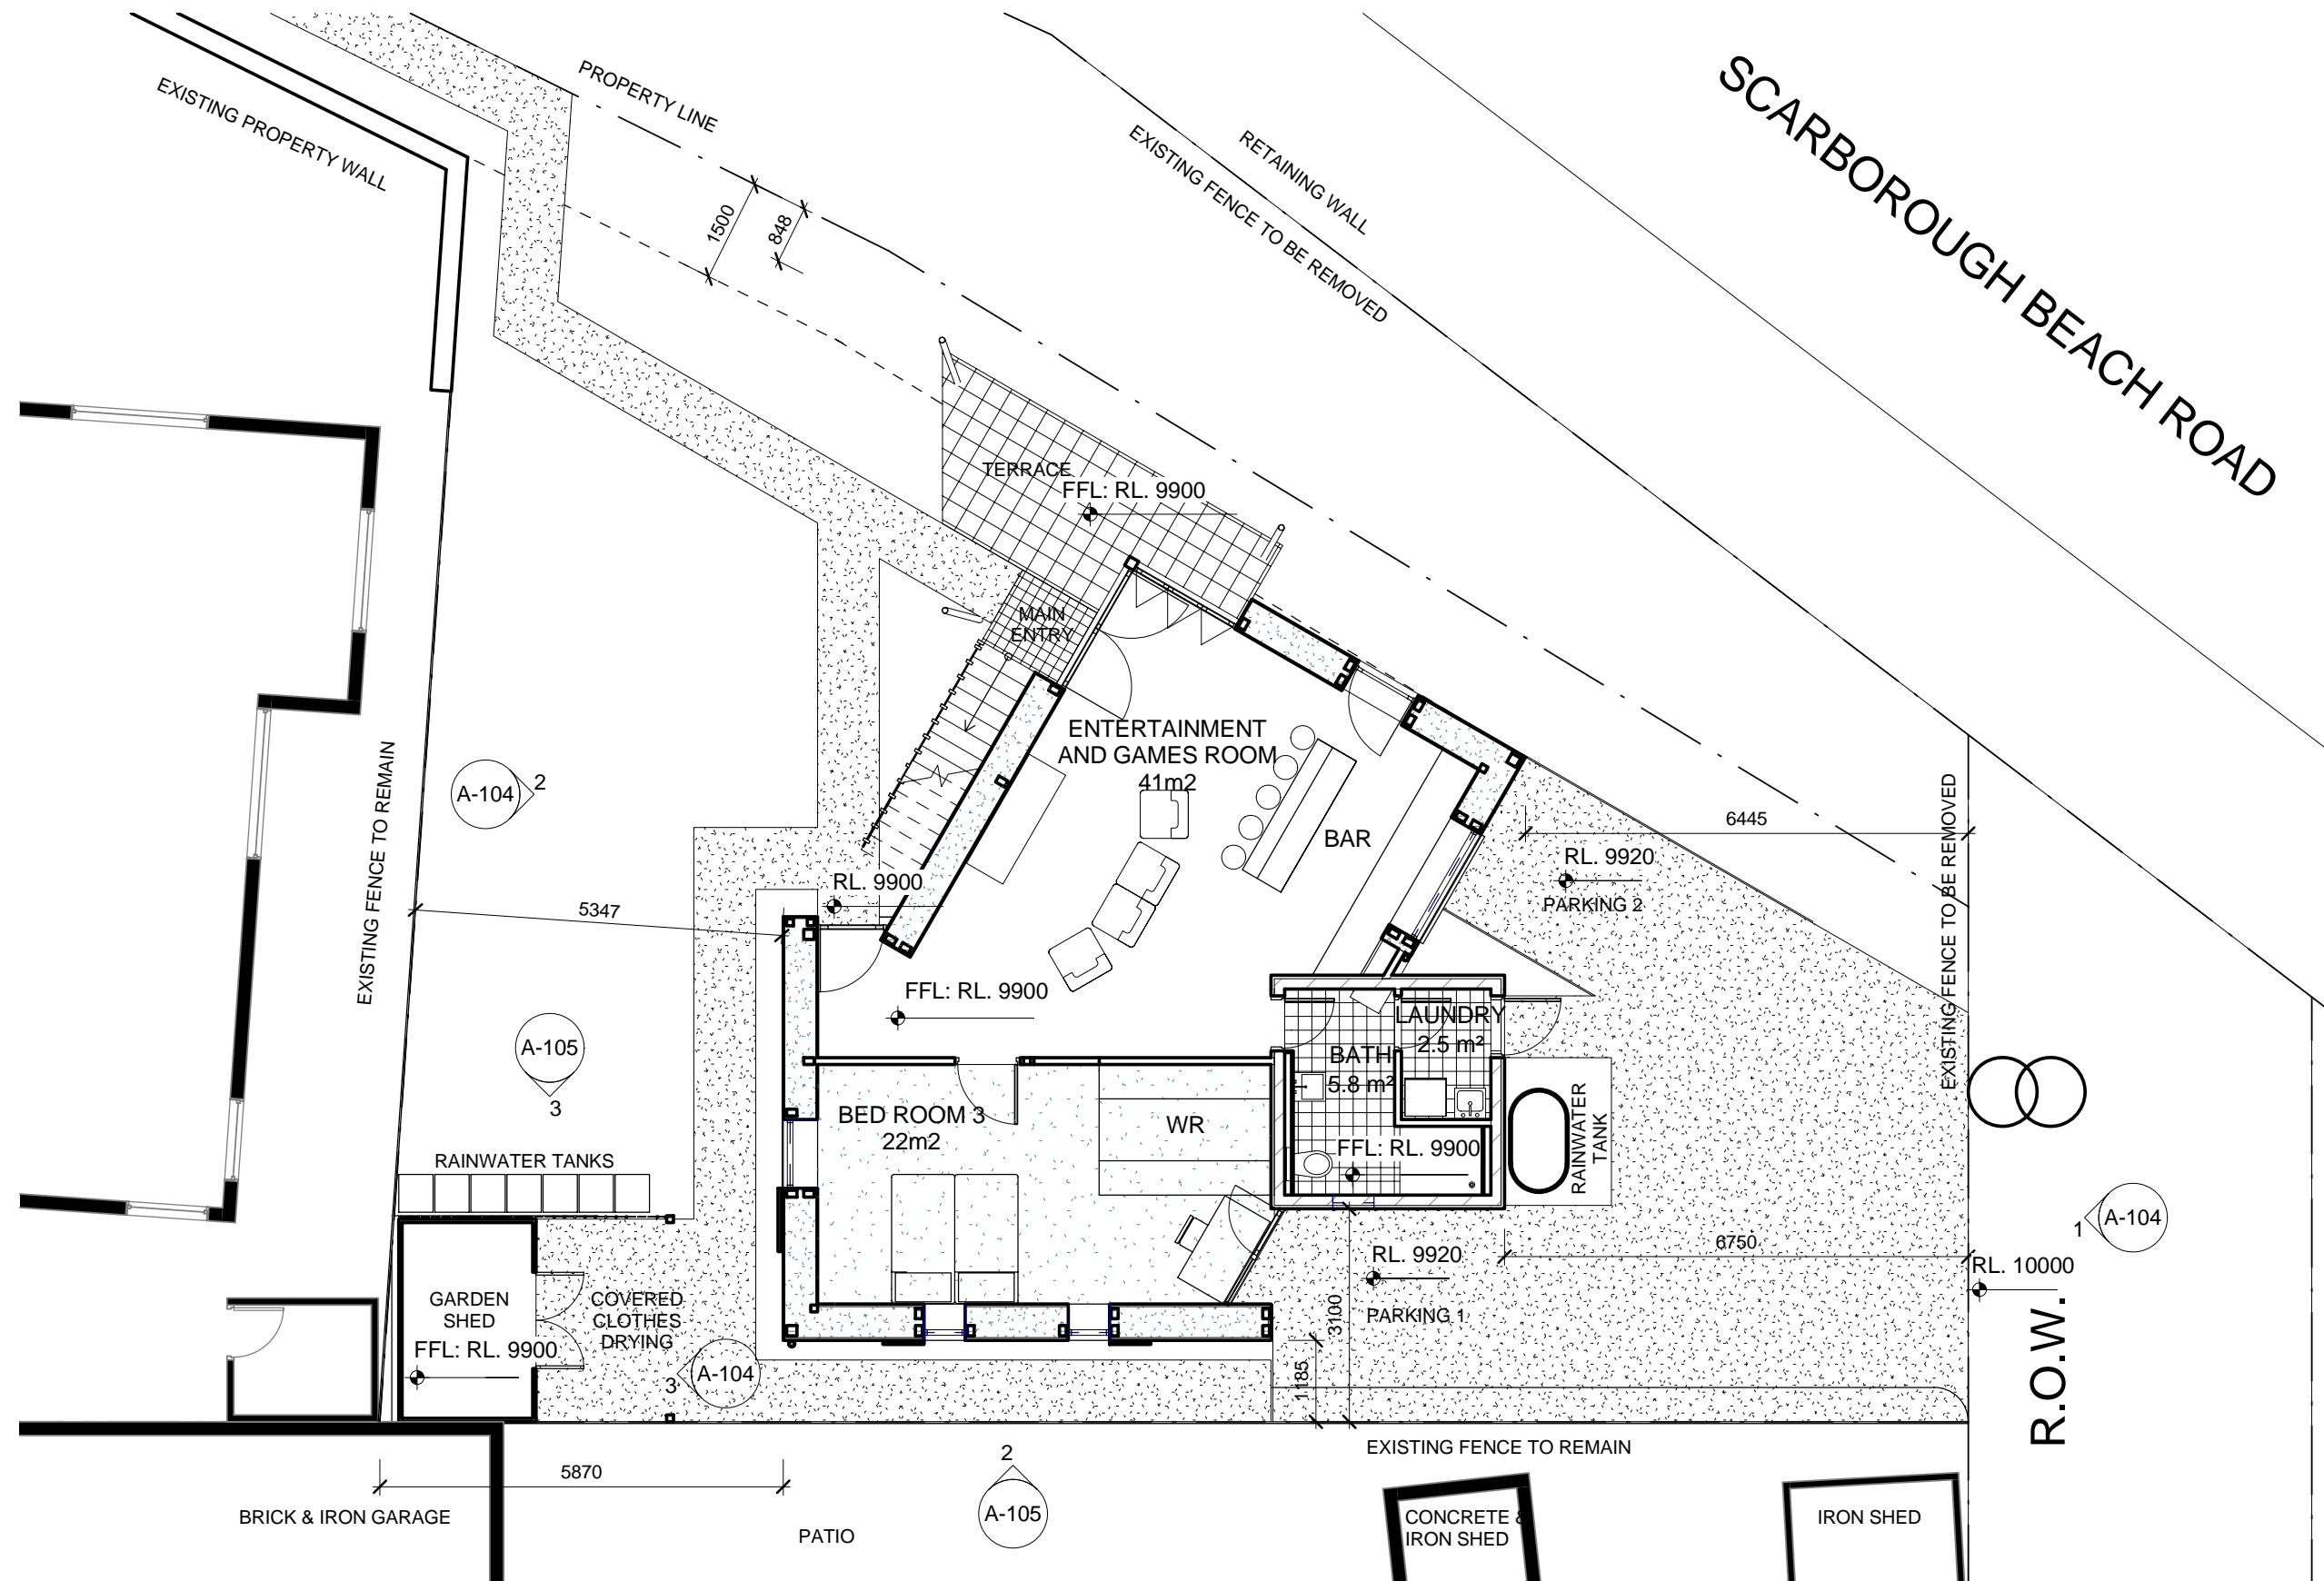 SCARBOROUGH BEACH ROAD
PROPERTY LINE
EXISTING PROPERTY WALL
RETAINING WALL
EXISTING FENCE TO BE REMOVED
1500
848
TERRACE
FFL: RL. 9900
MAIN
ENTRY
ENTERTAINMENT
AND GAMES ROOM
41m2
A-104
2
BAR
6445
EXISTING FENCE TO BE REMOVED
RL. 9920
PARKING 2
EXISTING FENCE TO REMAIN
RL. 9900
5347
FFL: RL. 9900
LAUNDRY
2.5 m²
BATH
5.8 m²
A-105
3
BED ROOM 3
22m2
WR
FFL: RL. 9900
RAINWATER
TANK
RAINWATER TANKS
A-104
1
6750
RL. 9920
RL. 10000
R.O.W.
GARDEN
SHED
FFL: RL. 9900
COVERED
CLOTHES
DRYING
3100
PARKING 1
1185
A-104
3
EXISTING FENCE TO REMAIN
5870
2
A-105
BRICK & IRON GARAGE
PATIO
CONCRETE &
IRON SHED
IRON SHED